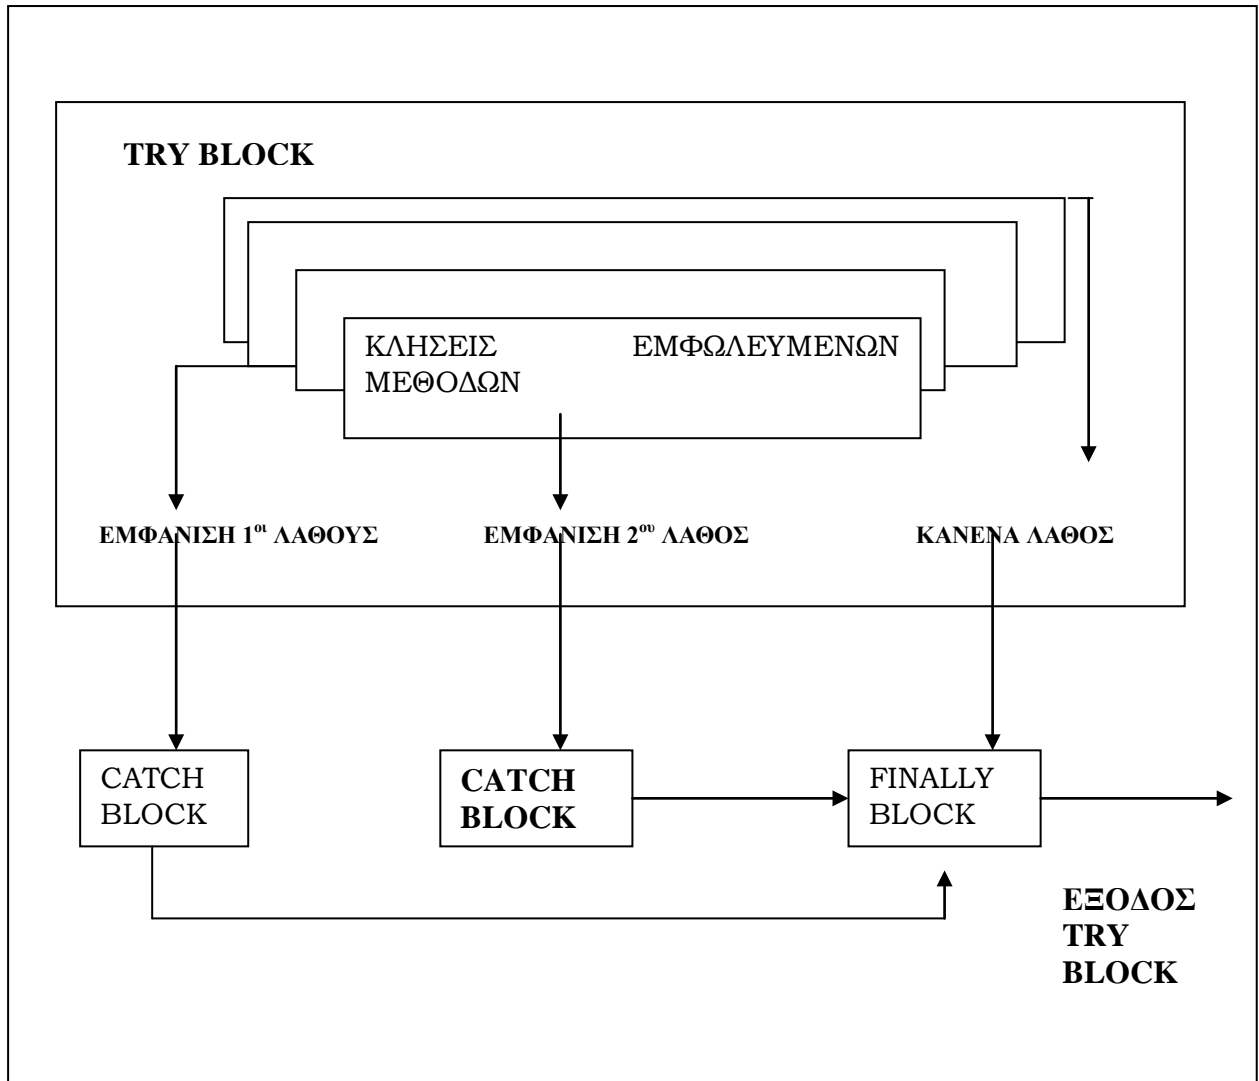 TRY BLOCK
ΚΛΗΣΕΙΣ ΕΜΦΩΛΕΥΜΕΝΩΝ
ΜΕΘΟΔΩΝ
ΕΜΦΑΝΙΣΗ 1οι ΛΑΘΟΥΣ
ΕΜΦΑΝΙΣΗ 2ου ΛΑΘΟΣ
ΚΑΝΕΝΑ ΛΑΘΟΣ
CATCH
BLOCK
CATCH
BLOCK
FINALLY
BLOCK
ΕΞΟΔΟΣ
TRY
BLOCK